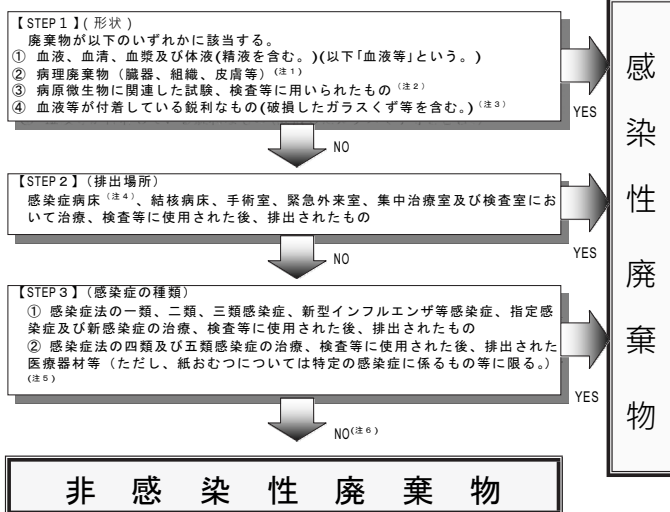 【STEP1】(形状)
廃棄物が以下のいずれかに該当する。
① 血液、血清、血漿及び体液(精液を含む。)(以下「血液等」という。)
② 病理廃棄物(臓器、組織、皮膚等)(注1)
③ 病原微生物に関連した試験、検査等に用いられたもの(注2)
④ 血液等が付着している鋭利なもの(破損したガラスくず等を含む。)(注3)
YES
NO
【STEP2】(排出場所)
感染症病床(注4)、結核病床、手術室、緊急外来室、集中治療室及び検査室にお
いて治療、検査等に使用された後、排出されたもの
YES
NO
【STEP3】(感染症の種類)
① 感染症法の一類、二類、三類感染症、新型インフルエンザ等感染症、指定感
染症及び新感染症の治療、検査等に使用された後、排出されたもの
② 感染症法の四類及び五類感染症の治療、検査等に使用された後、排出された
医療器材等(ただし、紙おむつについては特定の感染症に係るもの等に限る。)
(注5)
YES
NO(注6)
非感染性廃棄物
感染性廃棄物